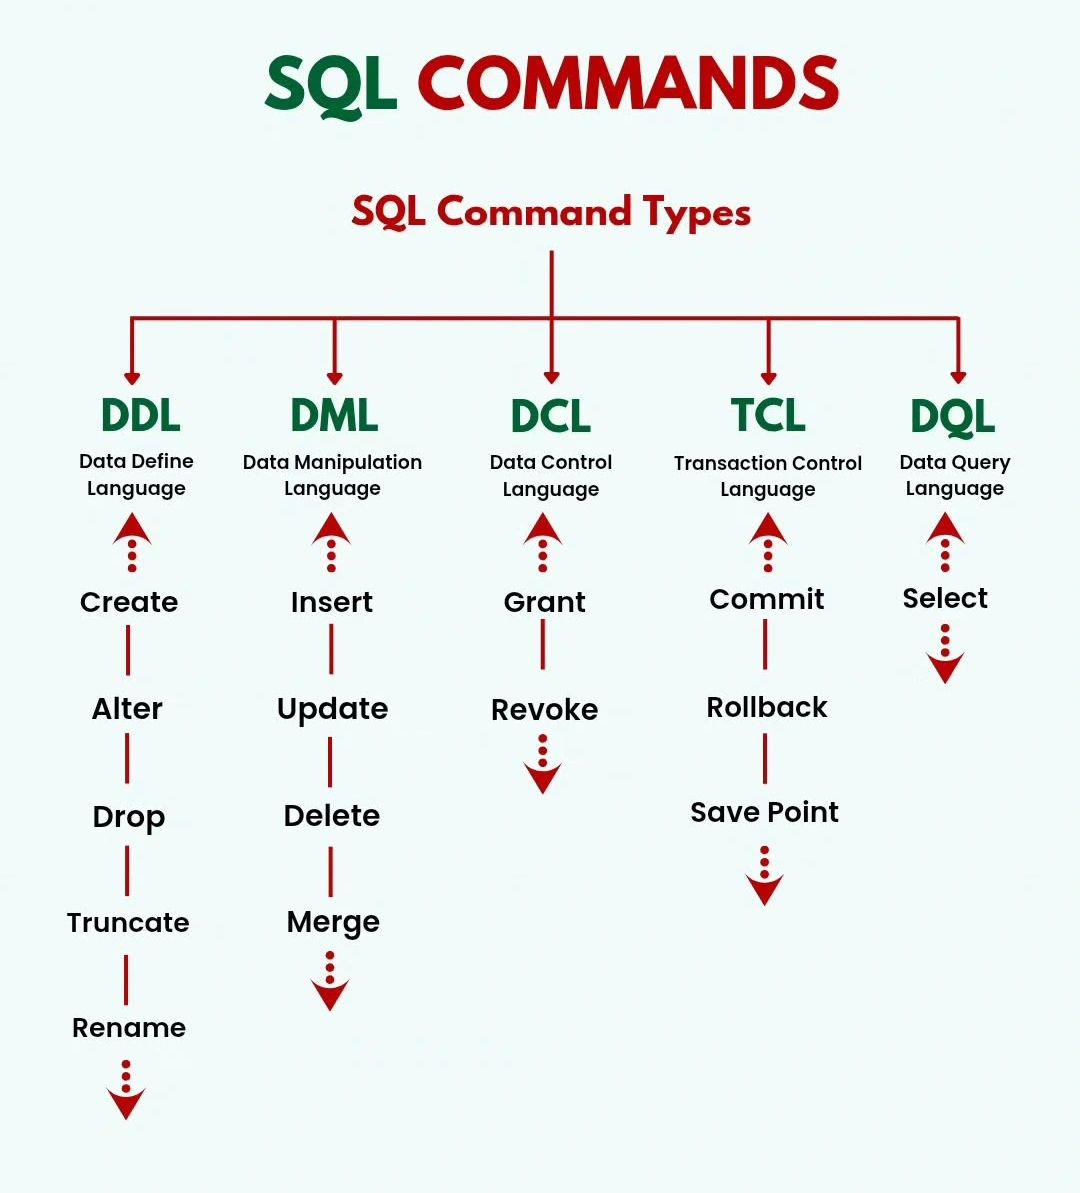 SQL COMMANDS
SQL Command Types
DDL
Data Define
Language
Create
Alter
Drop
Truncate
Rename
DML
Data Manipulation
Language
Insert
Update
Delete
Merge
DCL
Data Control
Language
Grant
Revoke
TCL
Transaction Control
Language
Commit
Rollback
Save Point
DQL
Data Query
Language
Select